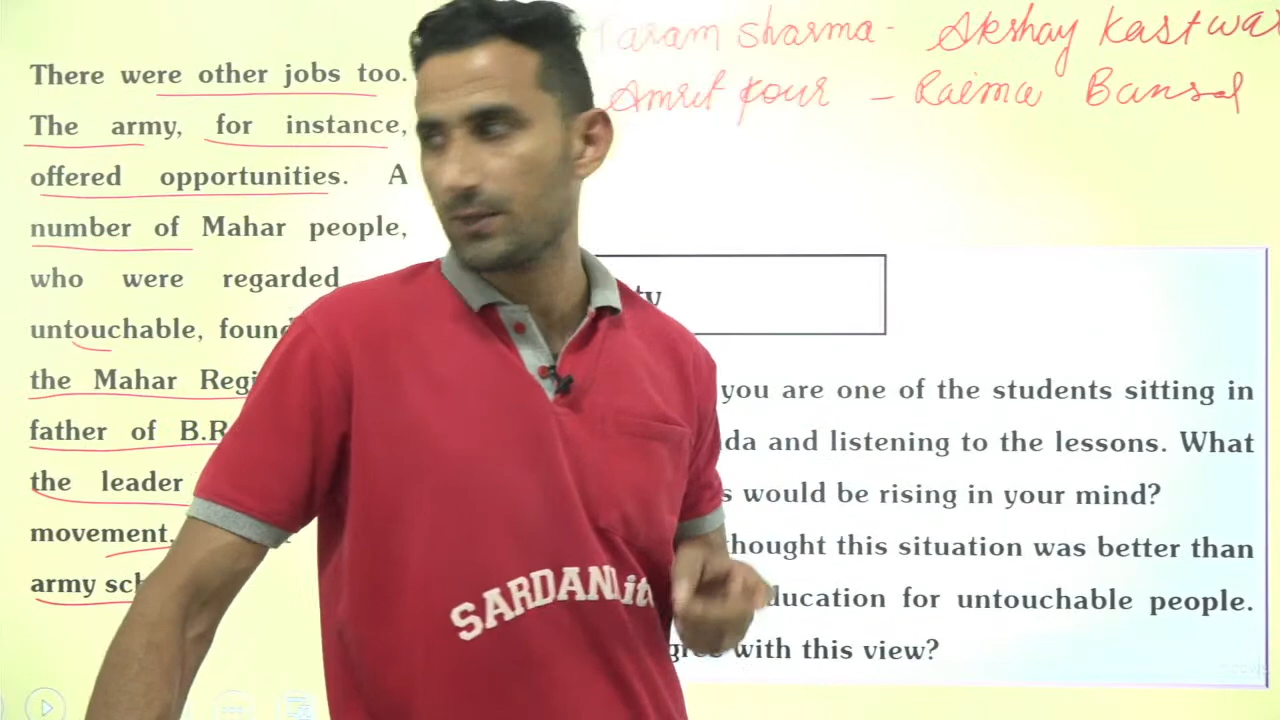 There were other jobs too.
The army, for instance,
offered opportunities. A
number of Mahar people,
who were regarded
untouchable, found
the Mahar Regi
father of B.R
the leader
movement,
army sch
Param Sharma - Akshay Kastwar
Amrit Kour - Raima Bansal
ty
you are one of the students sitting in
da and listening to the lessons. What
s would be rising in your mind?
thought this situation was better than
ducation for untouchable people.
gree with this view?
SARDANA